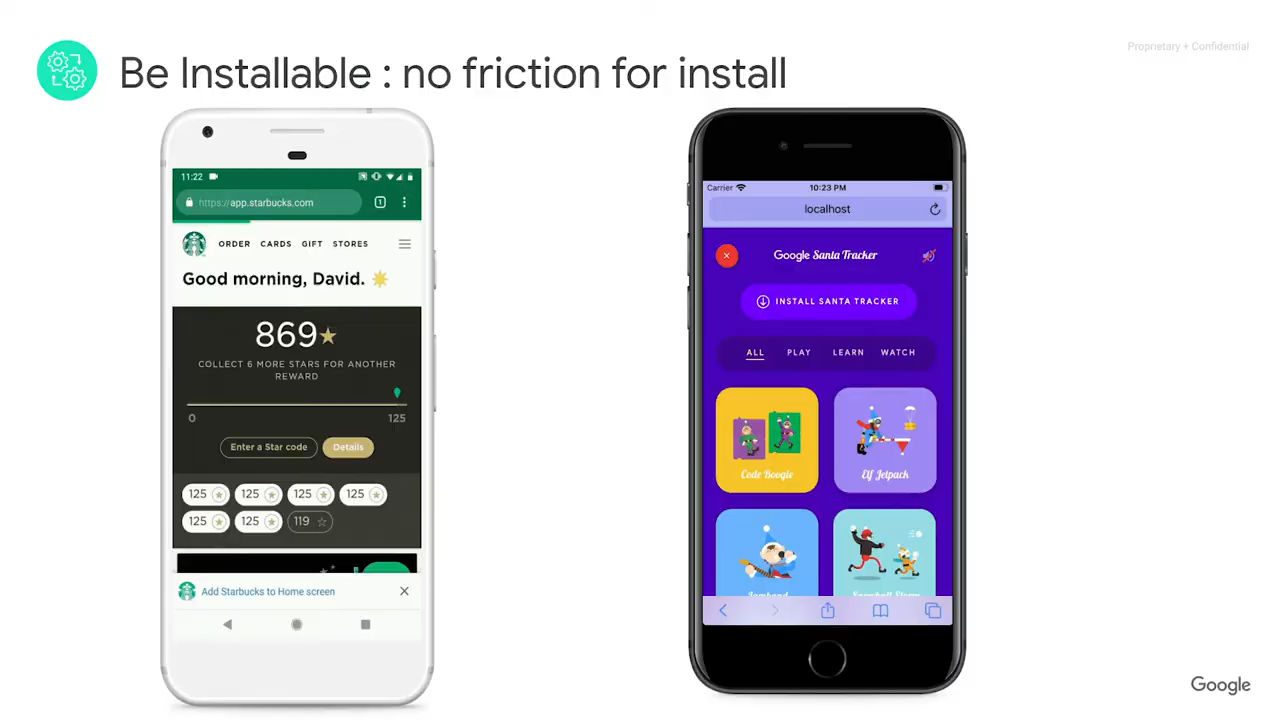 Proprietary + Confidential
Be Installable : no friction for install
11:22
https://app.starbucks.com
1
ORDER CARDS GIFT STORES
Good morning, David.
869
COLLECT 6 MORE STARS FOR ANOTHER
REWARD
0 125
Enter a Star code Details
125 125 125 125
125 125 119
Add Starbucks to Home screen
Carrier 10:23 PM
localhost
Google Santa Tracker
INSTALL SANTA TRACKER
ALL PLAY LEARN WATCH
Code Boogie Elf Jetpack
Google